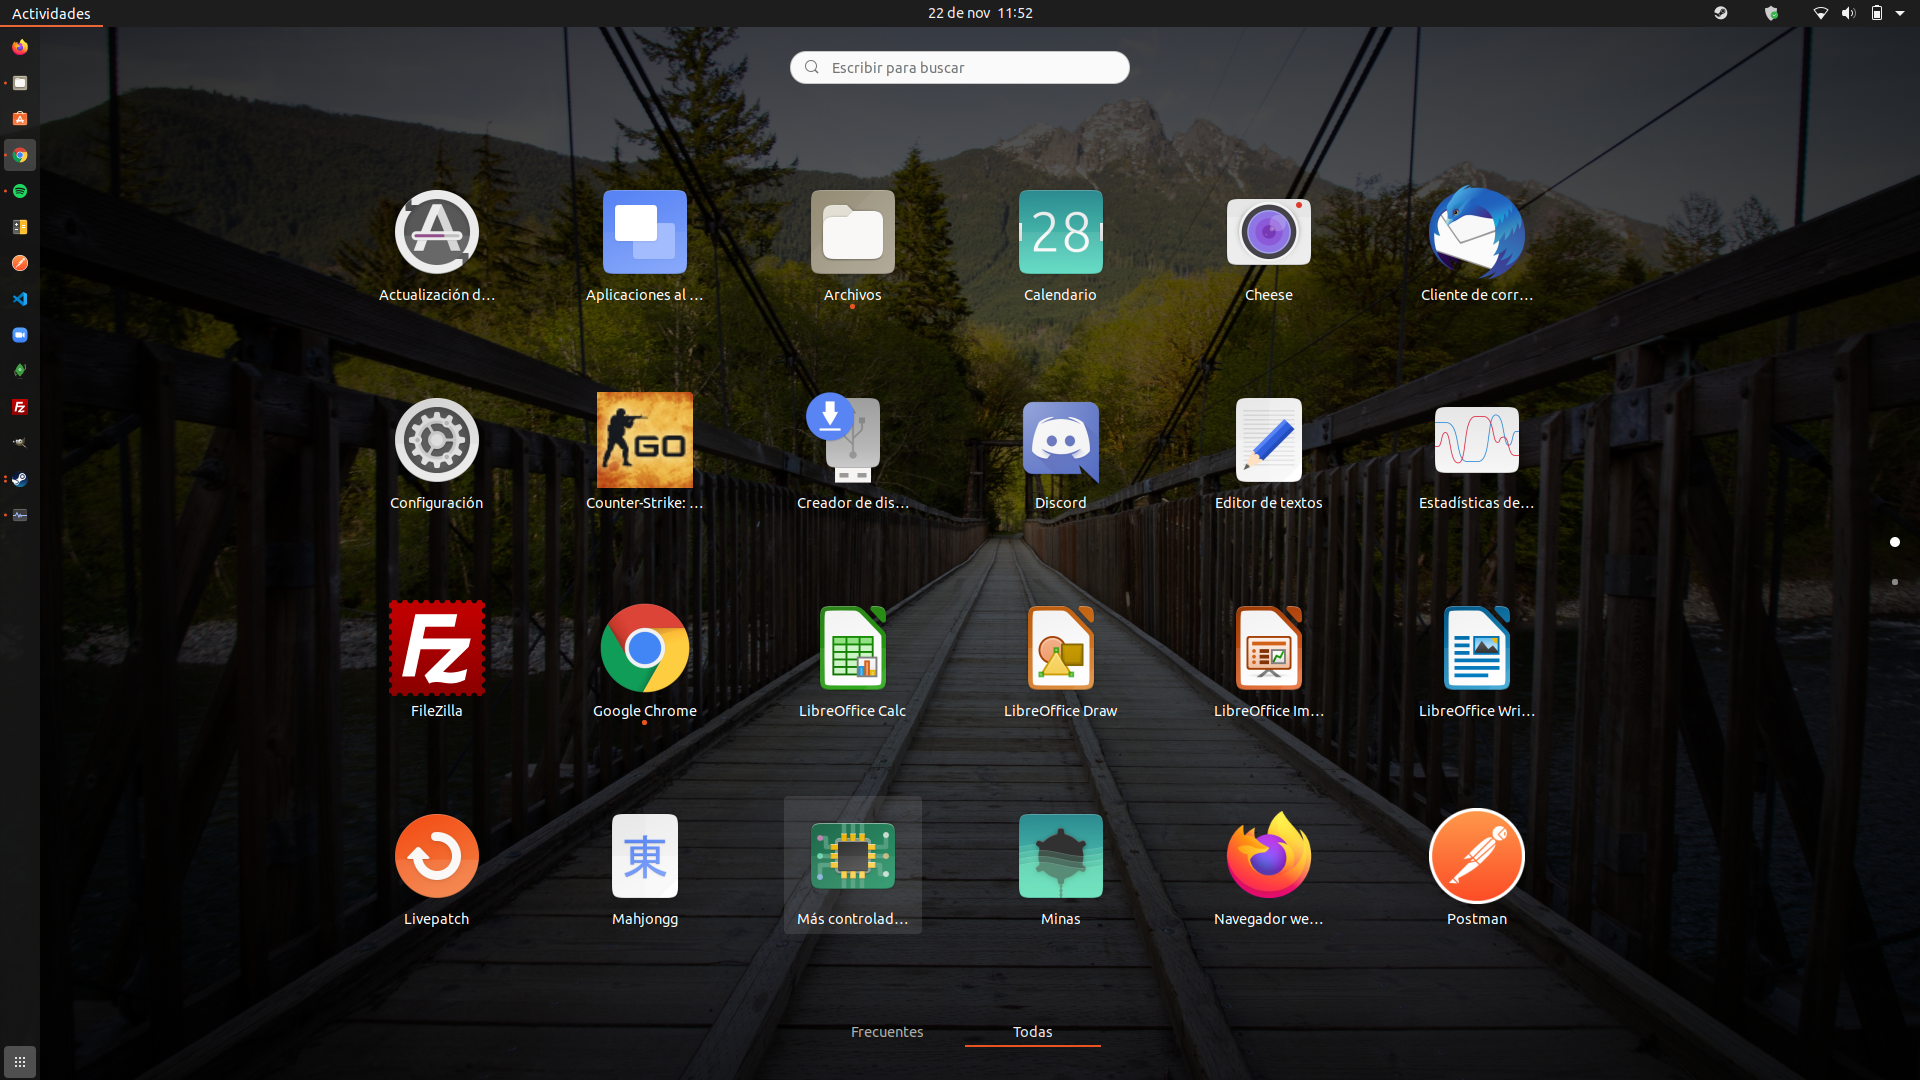 Actividades
22 de nov 11:52
Escribir para buscar
28
Actualización d...
Aplicaciones al ...
Archivos
Calendario
Cheese
Cliente de corr...
GO
Configuración
Counter-Strike: ...
Creador de dis...
Discord
Editor de textos
Estadísticas de...
Fz
FileZilla
Google Chrome
LibreOffice Calc
LibreOffice Draw
LibreOffice Im...
LibreOffice Wri...
東
Livepatch
Mahjongg
Más controlad...
Minas
Navegador we...
Postman
Frecuentes
Todas